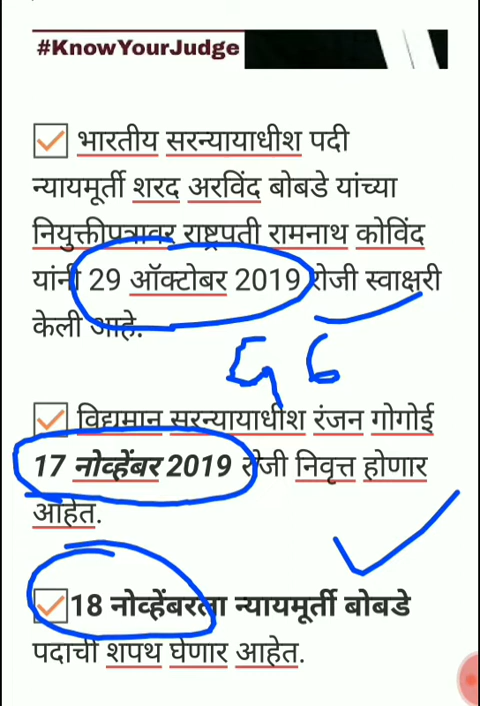 #KnowYourJudge
भारतीय सरन्यायाधीश पदी
न्यायमूर्ती शरद अरविंद बोबडे यांच्या
नियुक्तीपत्रावर राष्ट्रपती रामनाथ कोविंद
यांनी 29 ऑक्टोबर 2019 रोजी स्वाक्षरी
केली आहे.
विद्यमान सरन्यायाधीश रंजन गोगोई
17 नोव्हेंबर 2019 रोजी निवृत्त होणार
आहेत.
18 नोव्हेंबरला न्यायमूर्ती बोबडे
पदाची शपथ घेणार आहेत.